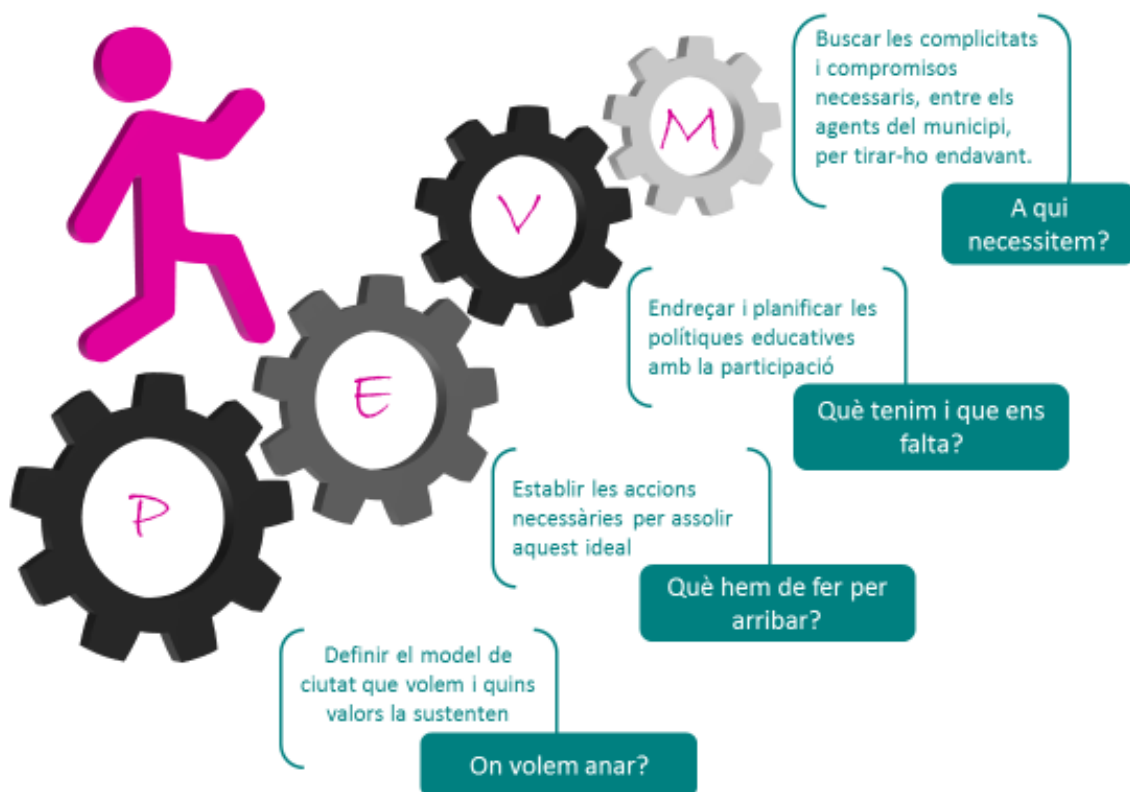 M
Buscar les complicitats
i compromisos
necessaris, entre els
agents del municipi,
per tirar-ho endavant.
A qui
necessitem?
V
Endreçar i planificar les
polítiques educatives
amb la participació
Què tenim i que ens
falta?
E
Establir les accions
necessàries per assolir
aquest ideal
Què hem de fer per
arribar?
P
Definir el model de
ciutat que volem i quins
valors la sustenten
On volem anar?